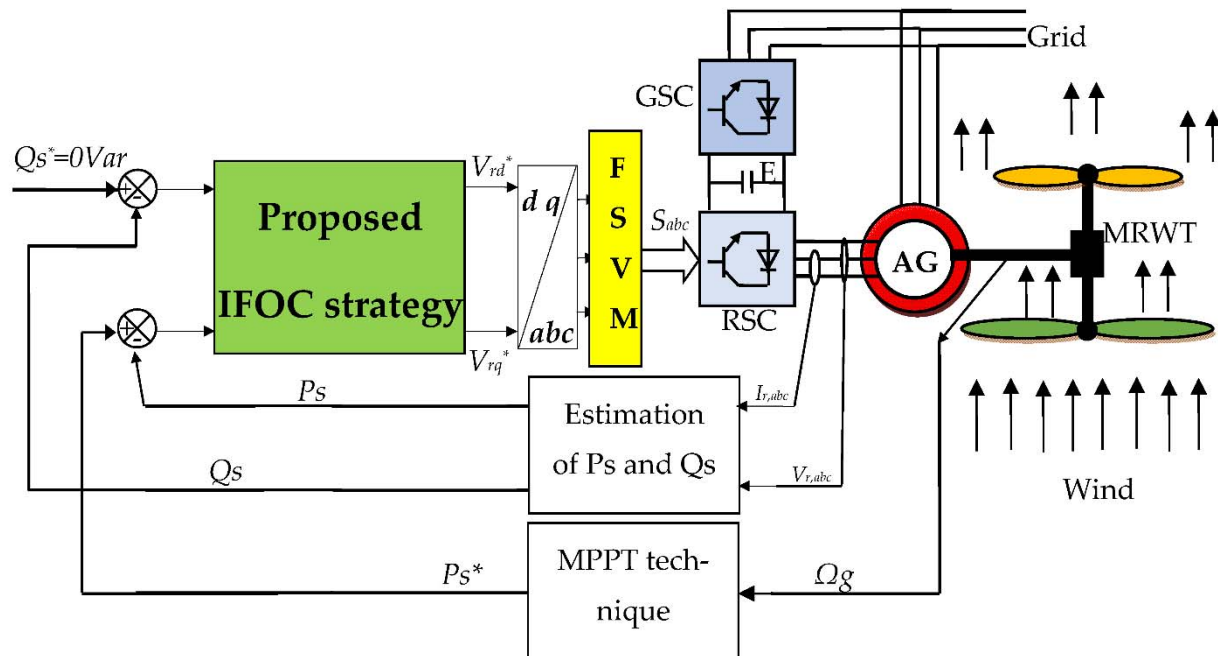 Grid
GSC
E
Qs*=0Var
+
-
Proposed
IFOC strategy
Vrd*
Vrq*
d q
abc
F
S
V
M
Sabc
RSC
AG
MRWT
+
-
Ps
Estimation
of Ps and Qs
Ir,abc
Vr,abc
Qs
Wind
Ps*
MPPT tech-
nique
Ωg